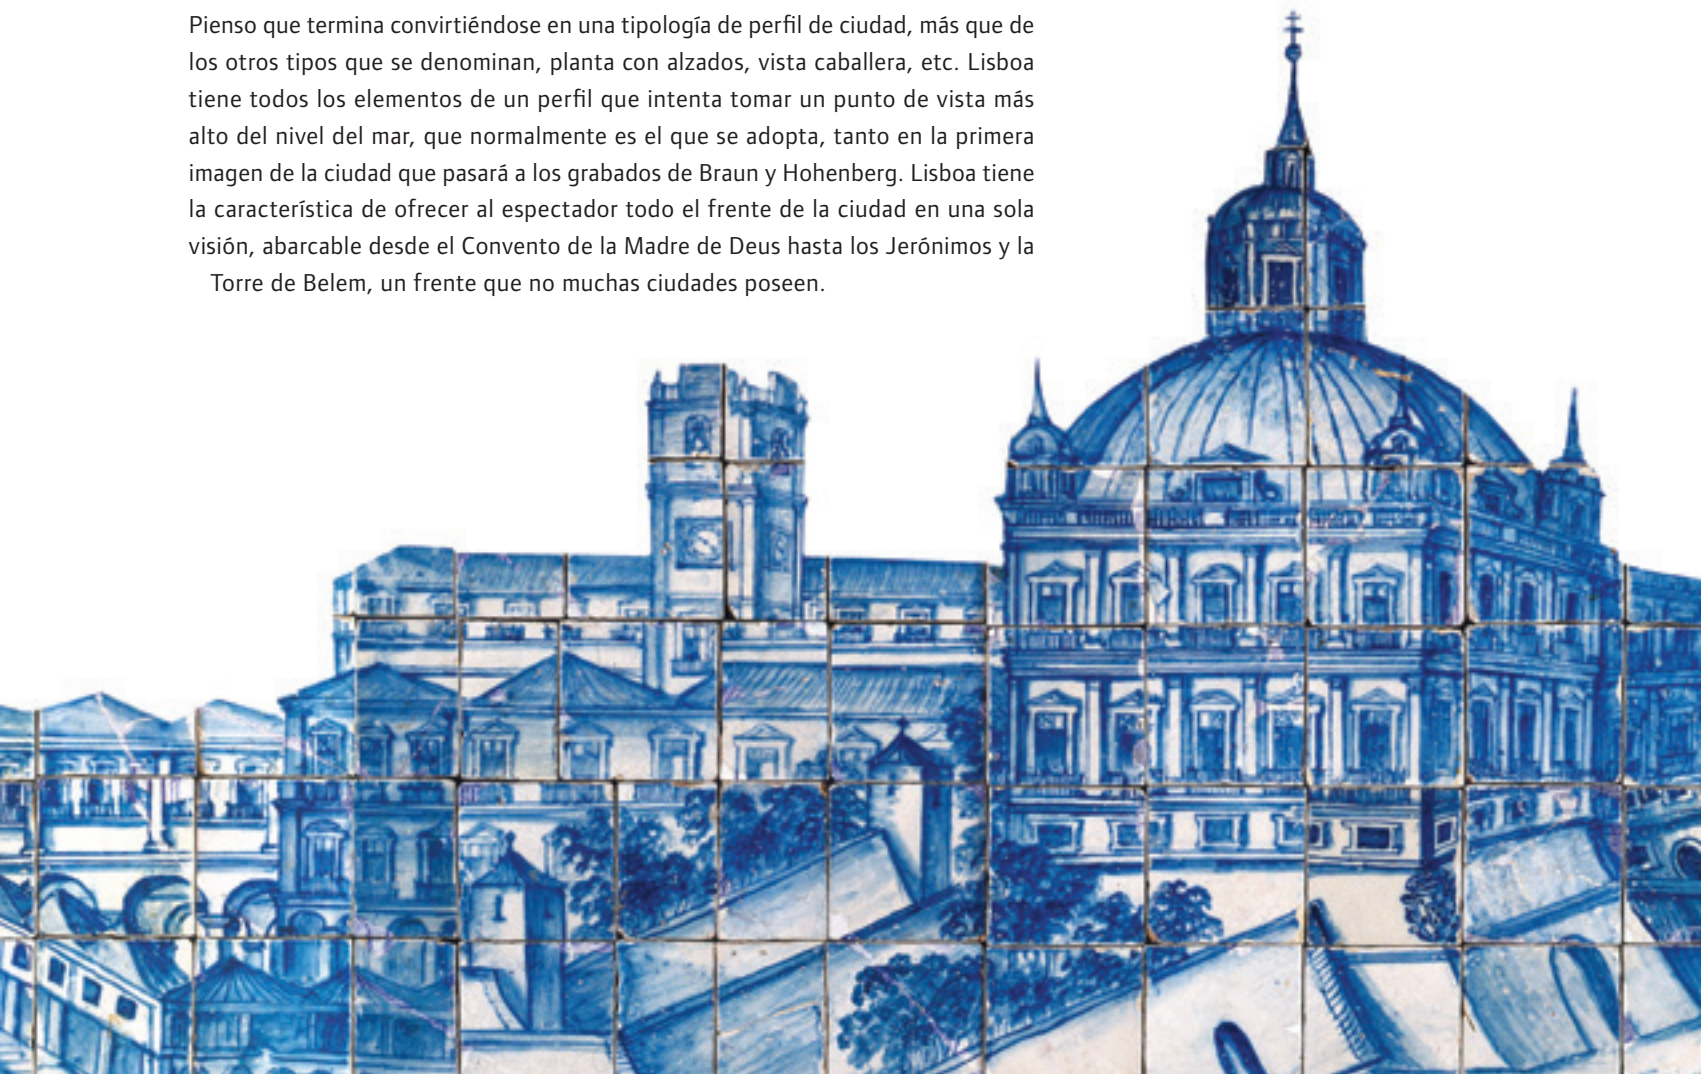 Pienso que termina convirtiéndose en una tipología de perfil de ciudad, más que de
los otros tipos que se denominan, planta con alzados, vista caballera, etc. Lisboa
tiene todos los elementos de un perfil que intenta tomar un punto de vista más
alto del nivel del mar, que normalmente es el que se adopta, tanto en la primera
imagen de la ciudad que pasará a los grabados de Braun y Hohenberg. Lisboa tiene
la característica de ofrecer al espectador todo el frente de la ciudad en una sola
visión, abarcable desde el Convento de la Madre de Deus hasta los Jerónimos y la
Torre de Belem, un frente que no muchas ciudades poseen.